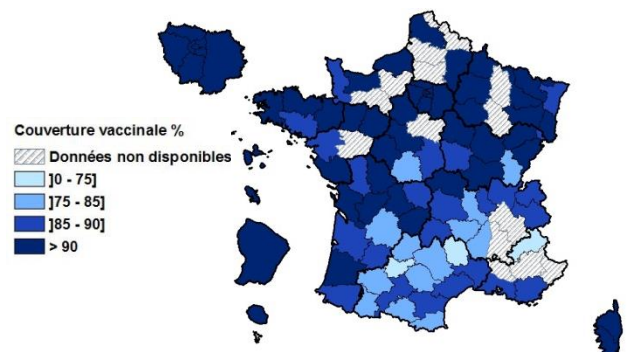 Couverture vaccinale %
Données non disponibles
]0 - 75]
]75 - 85]
]85 - 90]
> 90